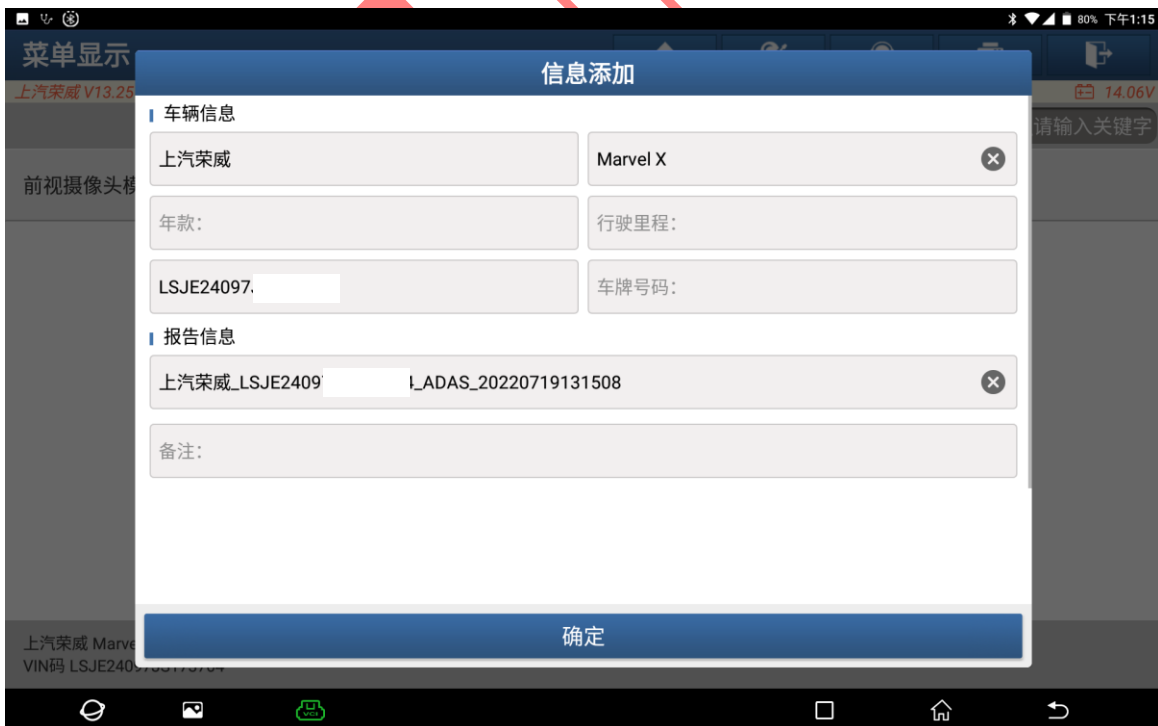 80% 下午1:15
菜单显示
信息添加
上汽荣威 V13.25
14.06V
车辆信息
请输入关键字
上汽荣威
Marvel X
前视摄像头模
年款:
行驶里程:
LSJE24097
车牌号码:
报告信息
上汽荣威_LSJE2409 4_ADAS_20220719131508
备注:
确定
上汽荣威 Marve
VIN码 LSJE240
VCI